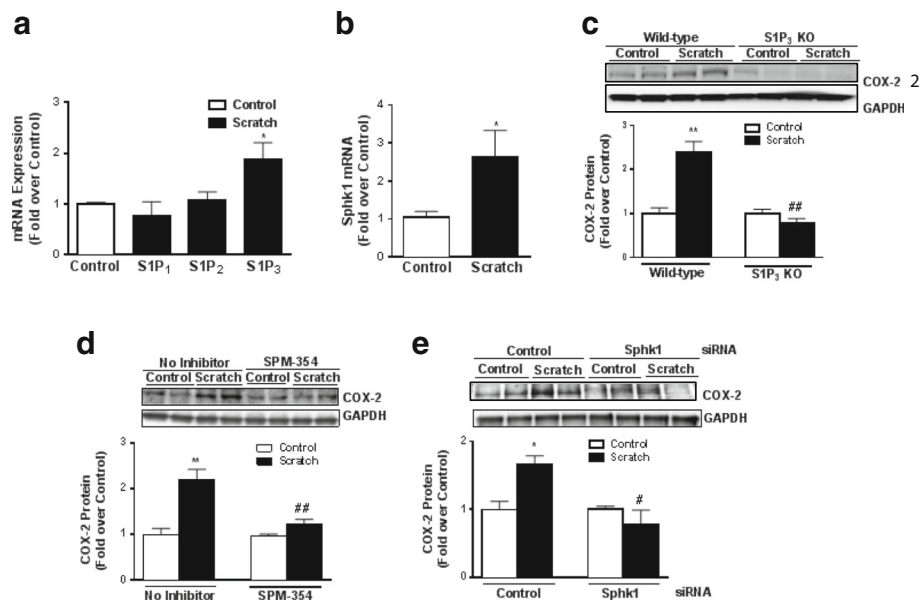 a
mRNA Expression
(Fold over Control)
3
2
1
0
Control
Scratch
*
Control S1P1 S1P2 S1P3
b
Sphk1 mRNA
(Fold over Control)
4
3
2
1
0
*
Control Scratch
c
Wild-type S1P3 KO
Control Scratch Control Scratch
COX-2 2
GAPDH
COX-2 Protein
(Fold over Control)
3
2
1
0
Control
Scratch
**
##
Wild-type S1P3 KO
d
No Inhibitor SPM-354
Control Scratch Control Scratch
COX-2
GAPDH
COX-2 Protein
(Fold over Control)
3
2
1
0
Control
Scratch
**
##
No Inhibitor SPM-354
e
Control Sphk1 siRNA
Control Scratch Control Scratch
COX-2
GAPDH
COX-2 Protein
(Fold over Control)
2
1
0
Control
Scratch
*
#
Control Sphk1 siRNA